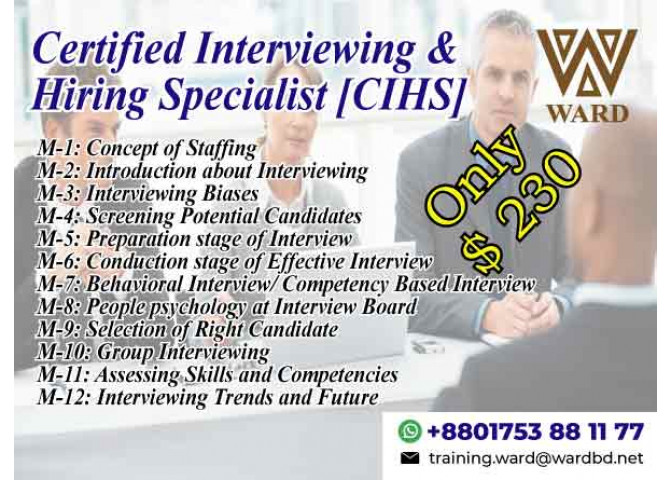 Certified Interviewing &
Hiring Specialist [CIHS]
WARD
M-1: Concept of Staffing
M-2: Introduction about Interviewing
M-3: Interviewing Biases
M-4: Screening Potential Candidates
M-5: Preparation stage of Interview
M-6: Conduction stage of Effective Interview
M-7: Behavioral Interview/ Competency Based Interview
M-8: People psychology at Interview Board
M-9: Selection of Right Candidate
M-10: Group Interviewing
M-11: Assessing Skills and Competencies
M-12: Interviewing Trends and Future
Only
$ 230
+8801753 88 11 77
training.ward@wardbd.net